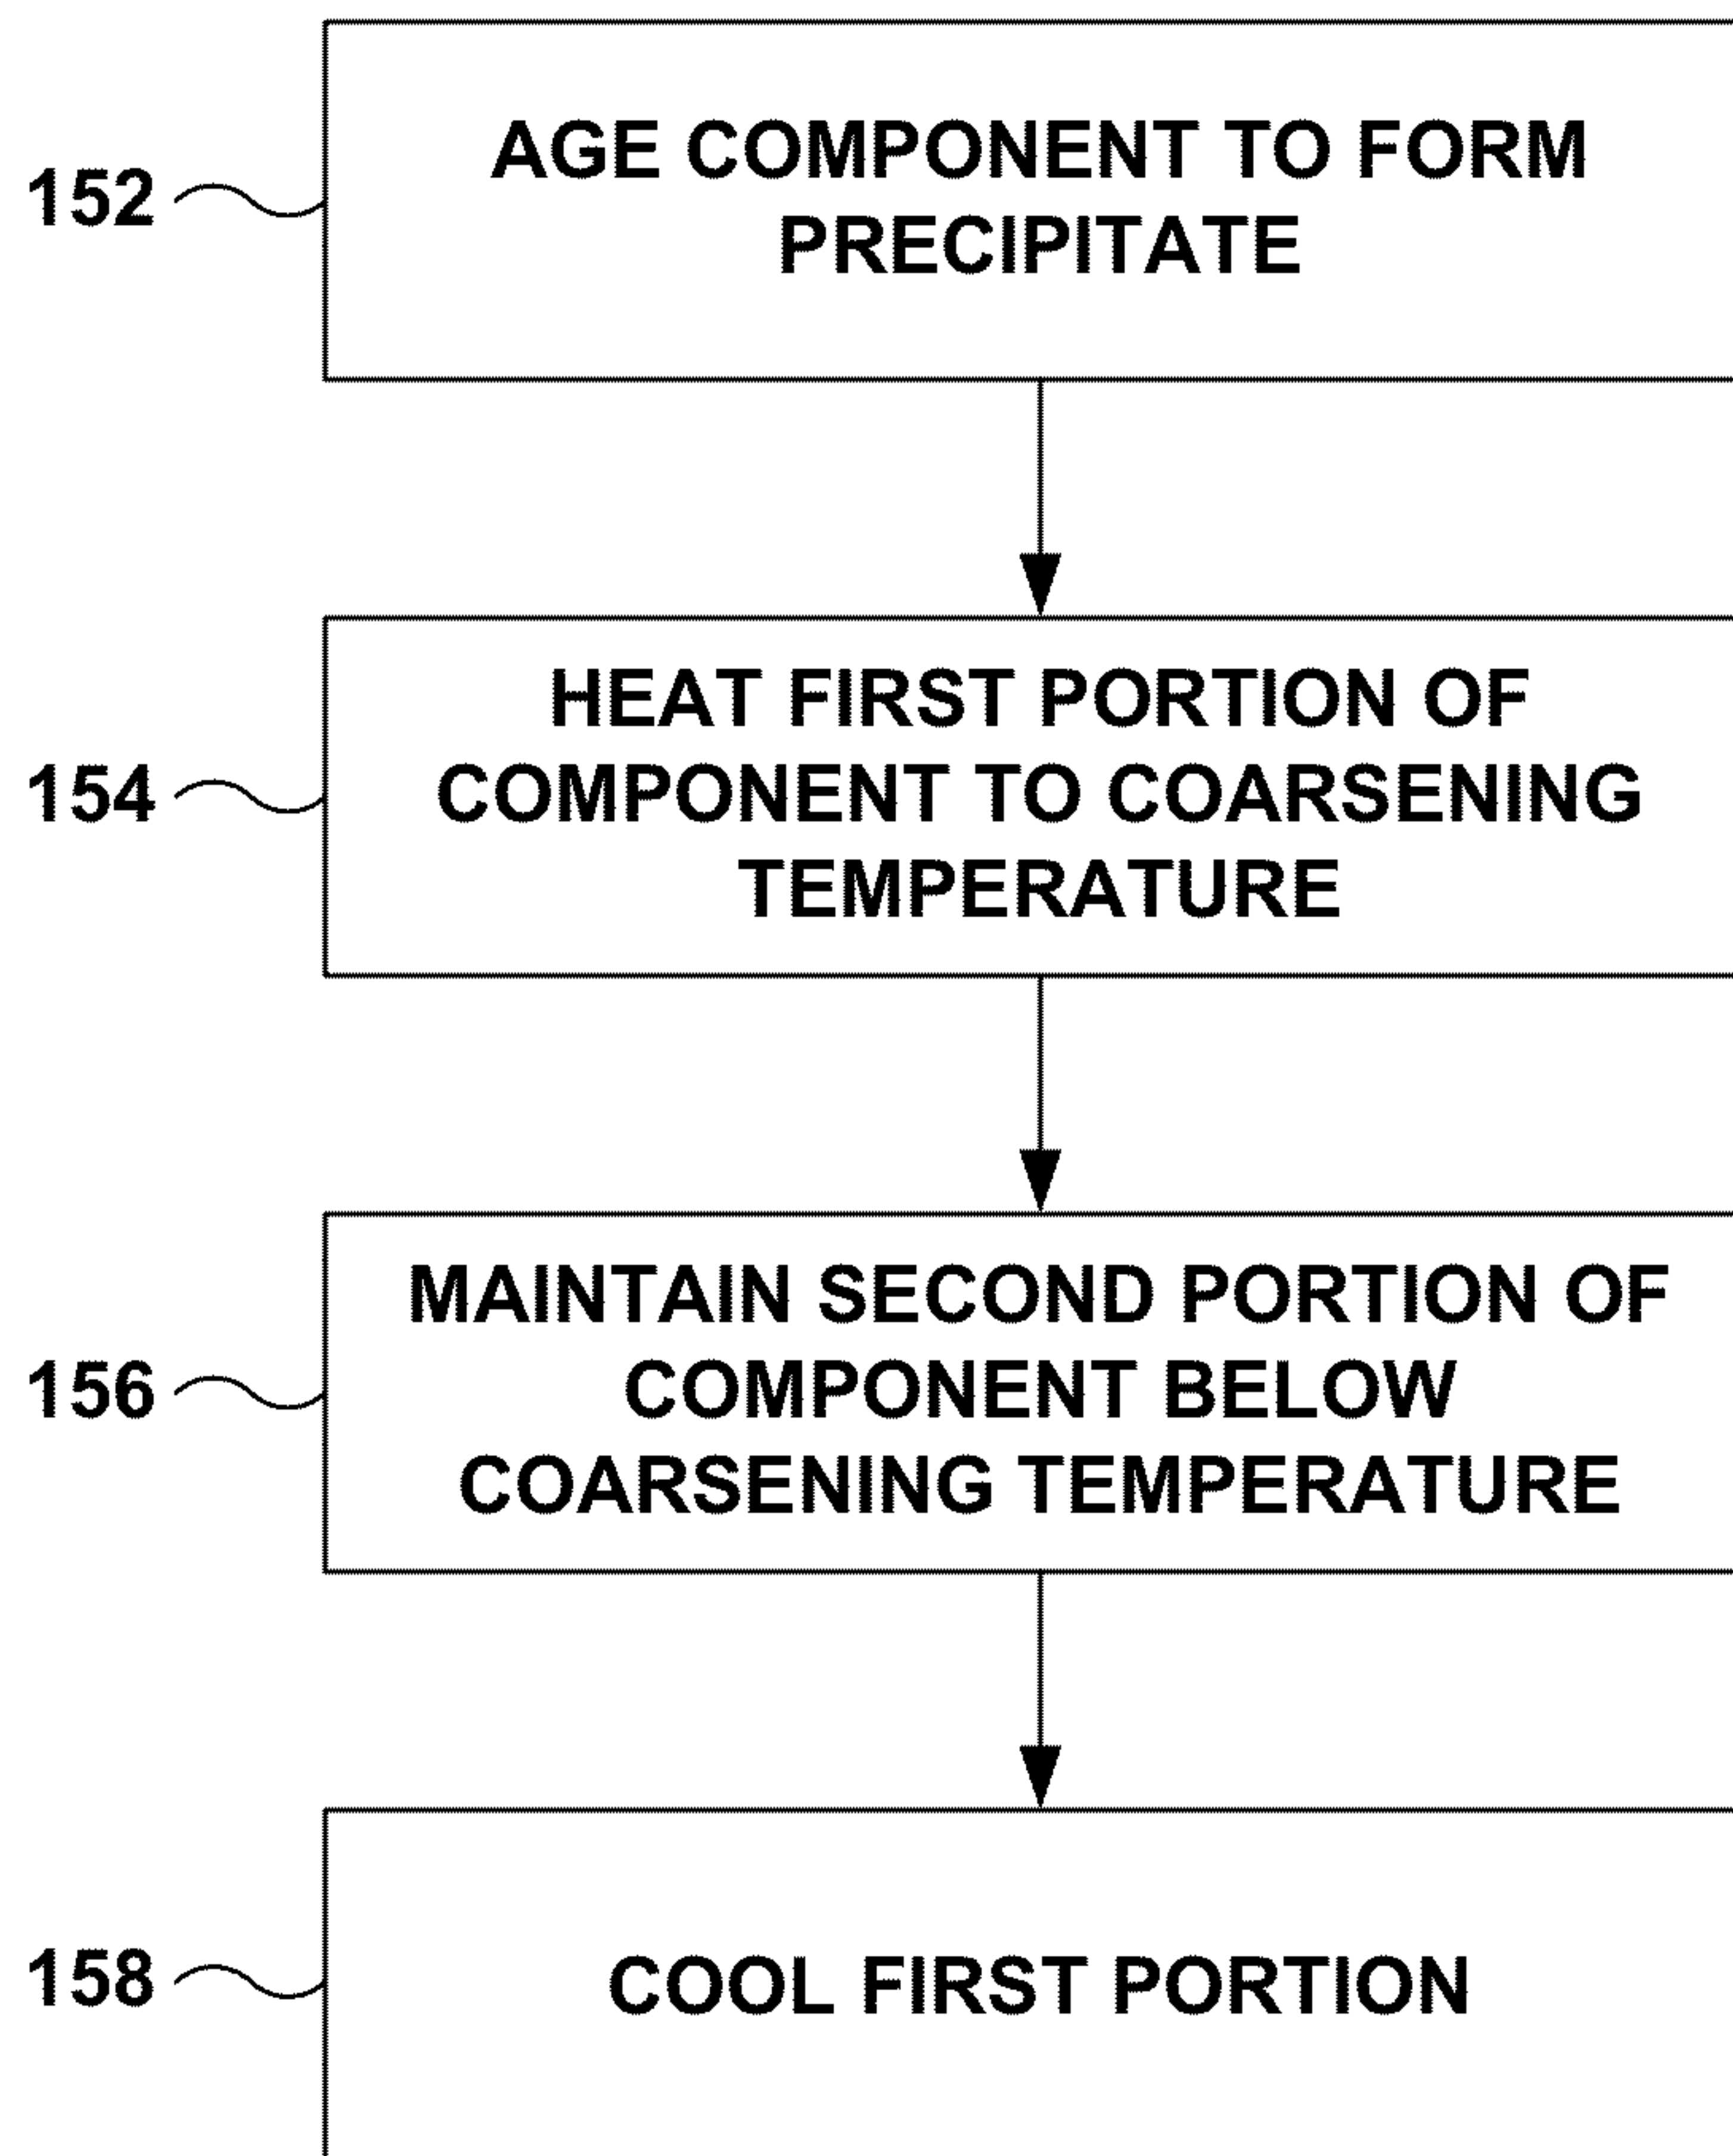 152
AGE COMPONENT TO FORM
PRECIPITATE
154
HEAT FIRST PORTION OF
COMPONENT TO COARSENING
TEMPERATURE
156
MAINTAIN SECOND PORTION OF
COMPONENT BELOW
COARSENING TEMPERATURE
158
COOL FIRST PORTION